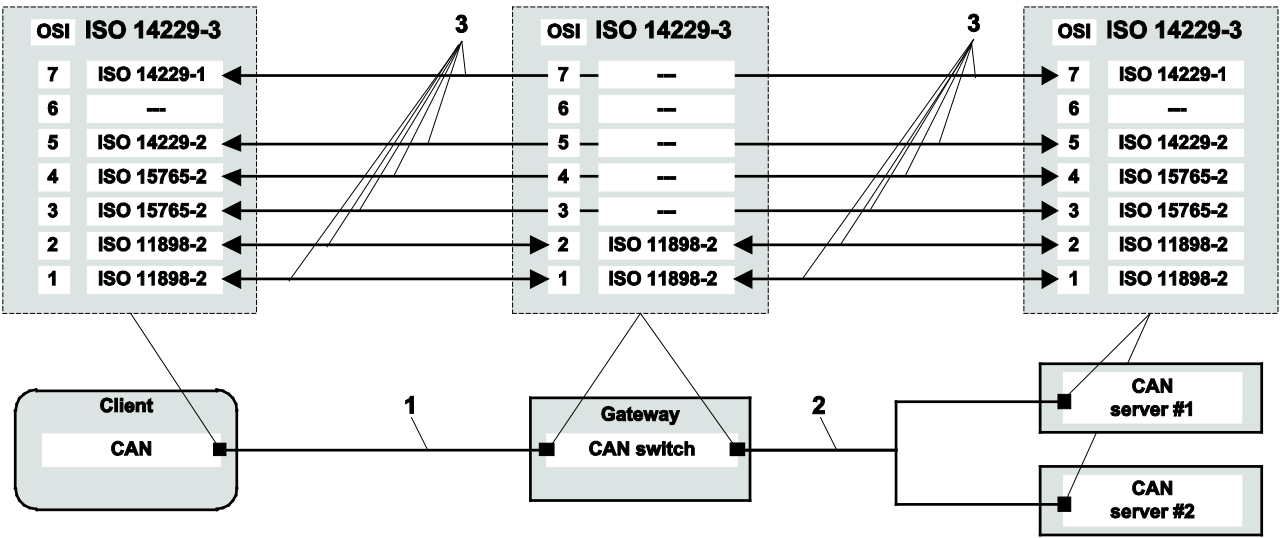 3 3
OSI ISO 14229-3 OSI ISO 14229-3 OSI ISO 14229-3
7 ISO 14229-1 7 --- 7 ISO 14229-1
6 --- 6 --- 6 ---
5 ISO 14229-2 5 --- 5 ISO 14229-2
4 ISO 15765-2 4 --- 4 ISO 15765-2
3 ISO 15765-2 3 --- 3 ISO 15765-2
2 ISO 11898-2 2 ISO 11898-2 2 ISO 11898-2
1 ISO 11898-2 1 ISO 11898-2 1 ISO 11898-2
Client
CAN
1
Gateway
CAN switch
2
CAN
server #1
CAN
server #2